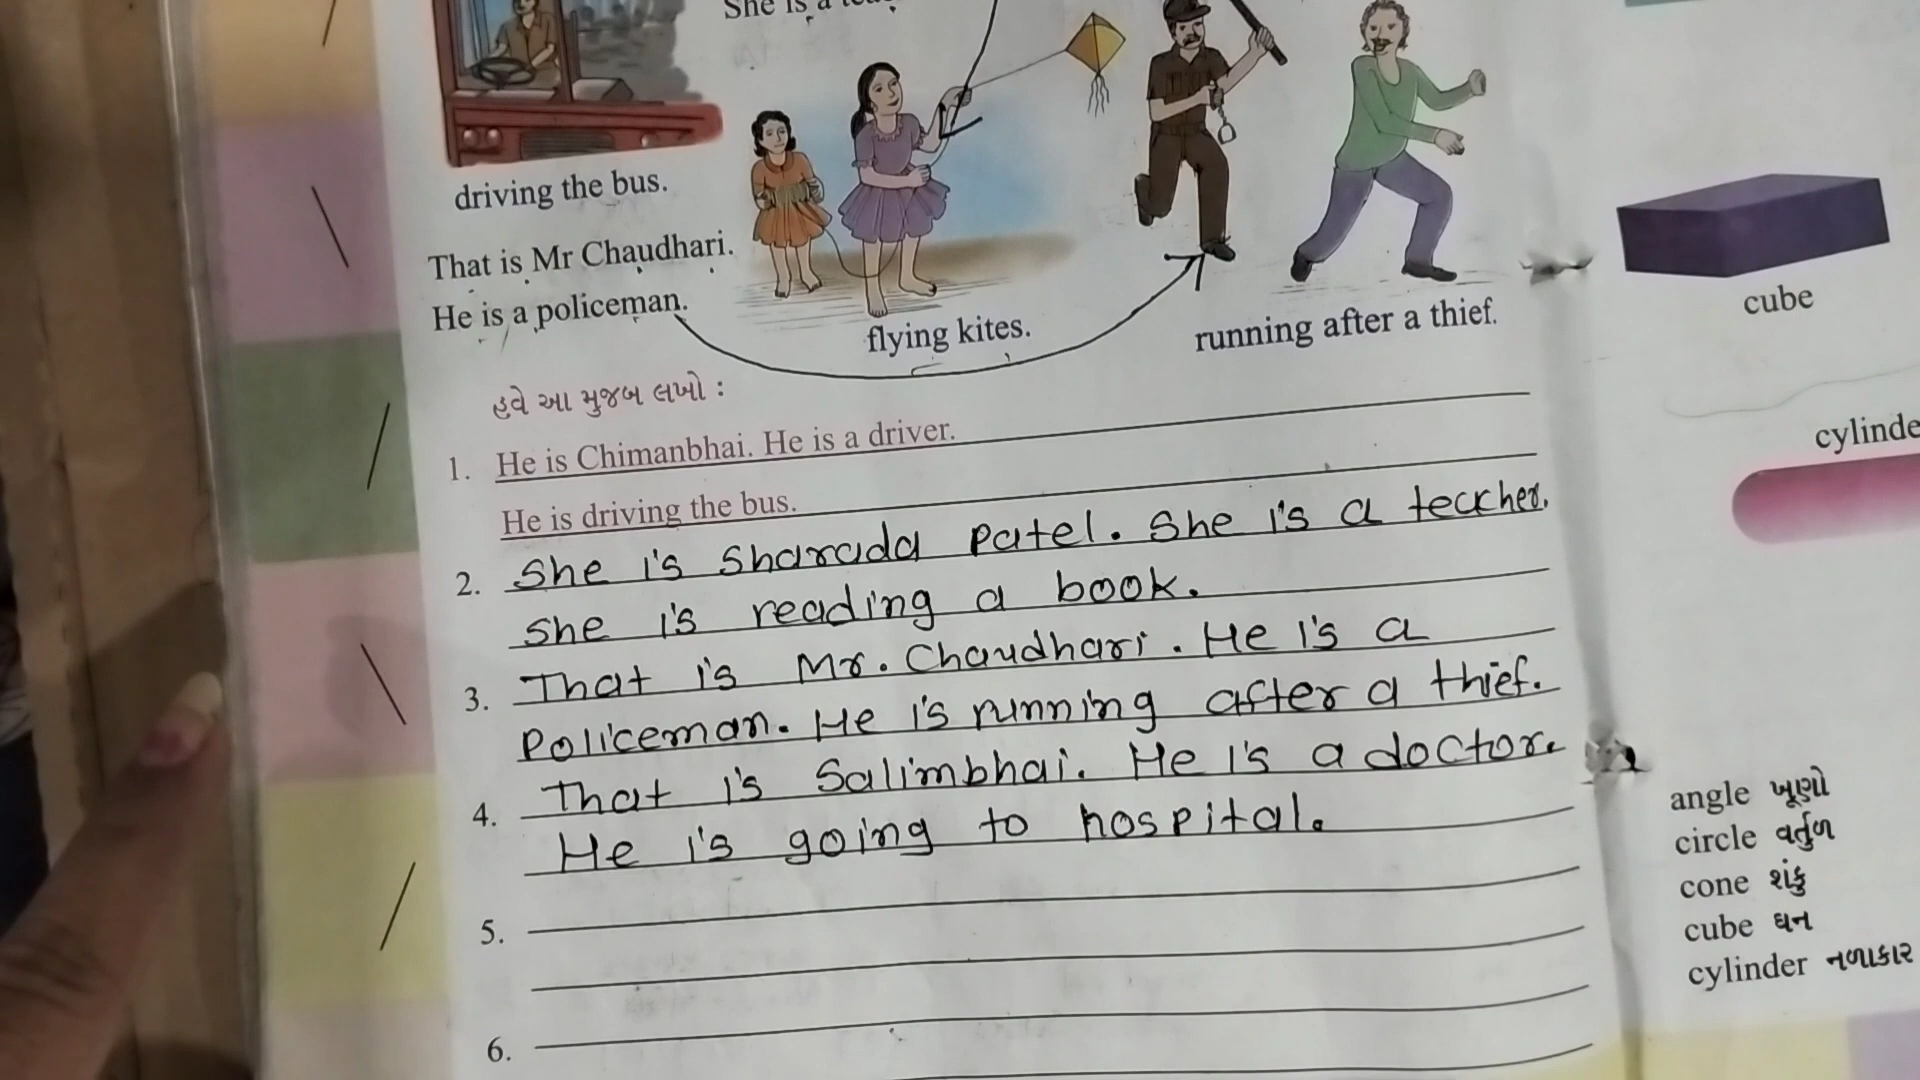 She is a
driving the bus.
That is Mr Chaudhari.
He is a policeman.
flying kites.
running after a thief.
cube
હવે આ મુજબ લખો :
1. He is Chimanbhai. He is a driver.
He is driving the bus.
2. She is Sharada Patel. She is a teacher.
She is reading a book.
3. That is Mr. Chaudhari. He is a
Policeman. He is running after a thief.
4. That is Salimbhai. He is a doctor.
He is going to hospital.
5.
6.
cylinde
angle ખૂણો
circle વર્તુળ
cone શંકુ
cube ઘન
cylinder નળાકાર